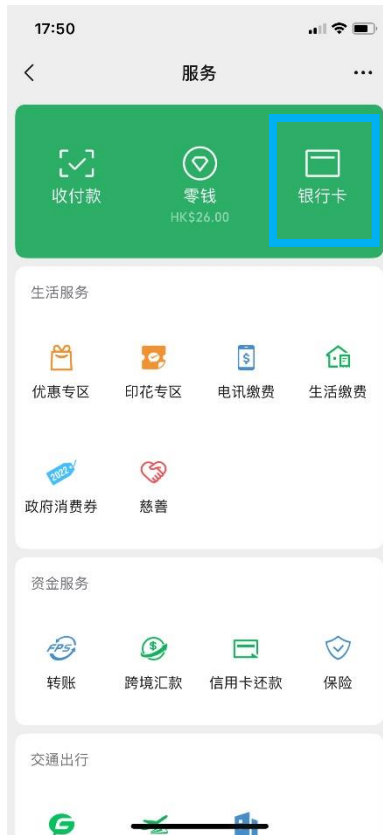 17:50
服务
收付款
零钱
银行卡
HK$26.00
生活服务
优惠专区
印花专区
电讯缴费
生活缴费
2022
政府消费券
慈善
资金服务
FPS
转账
跨境汇款
信用卡还款
保险
交通出行